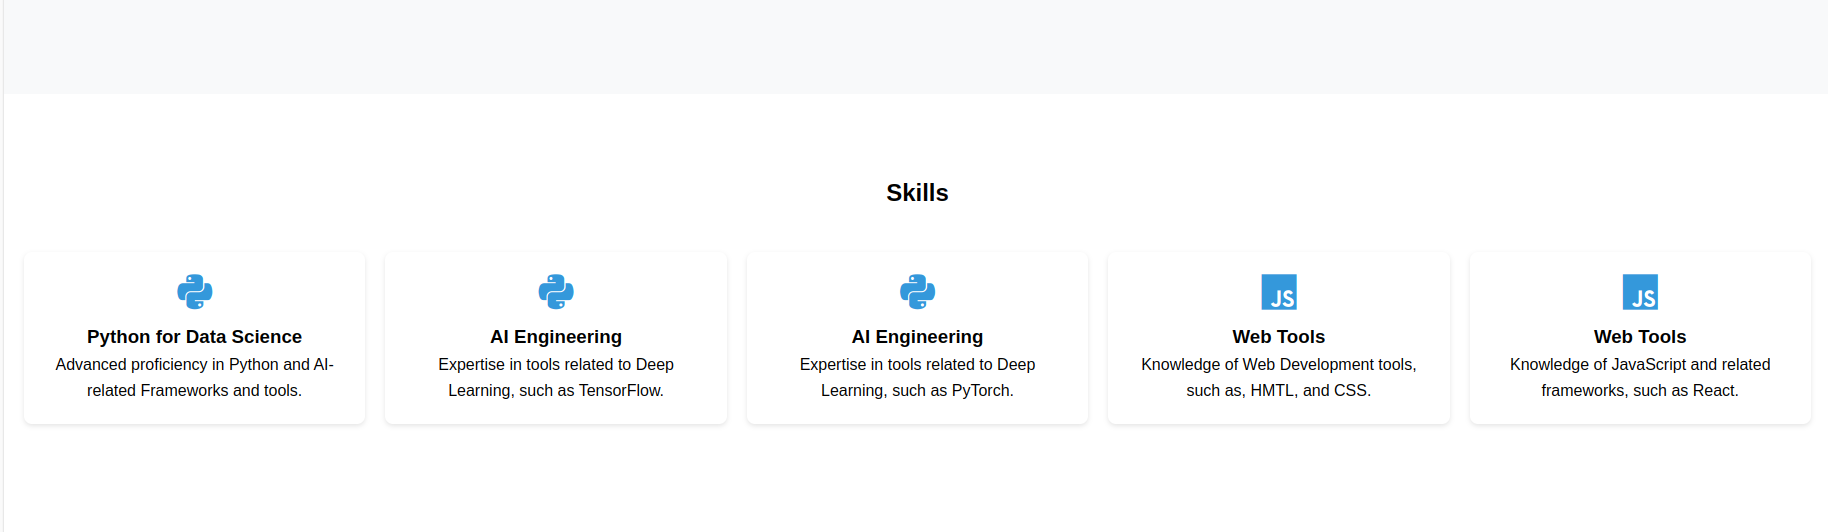 Skills
JS
JS
Python for Data Science
Advanced proficiency in Python and AI-
related Frameworks and tools.
AI Engineering
Expertise in tools related to Deep
Learning, such as TensorFlow.
AI Engineering
Expertise in tools related to Deep
Learning, such as PyTorch.
Web Tools
Knowledge of Web Development tools,
such as, HMTL, and CSS.
Web Tools
Knowledge of JavaScript and related
frameworks, such as React.